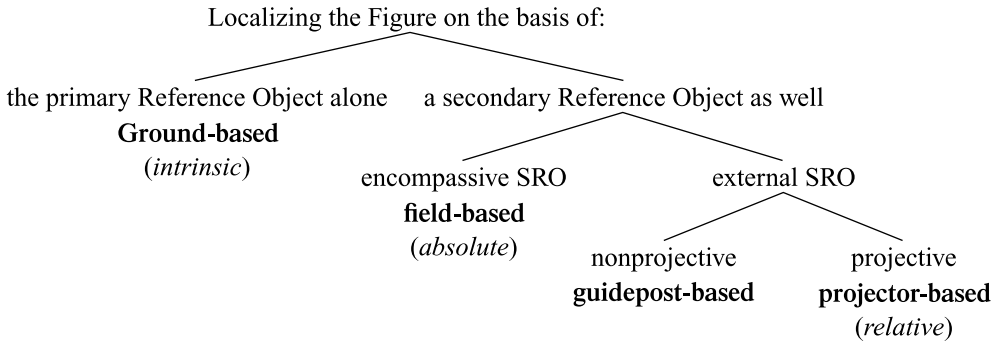 Localizing the Figure on the basis of:
the primary Reference Object alone
Ground-based
(intrinsic)
a secondary Reference Object as well
encompassive SRO
field-based
(absolute)
external SRO
nonprojective
guidepost-based
projective
projector-based
(relative)